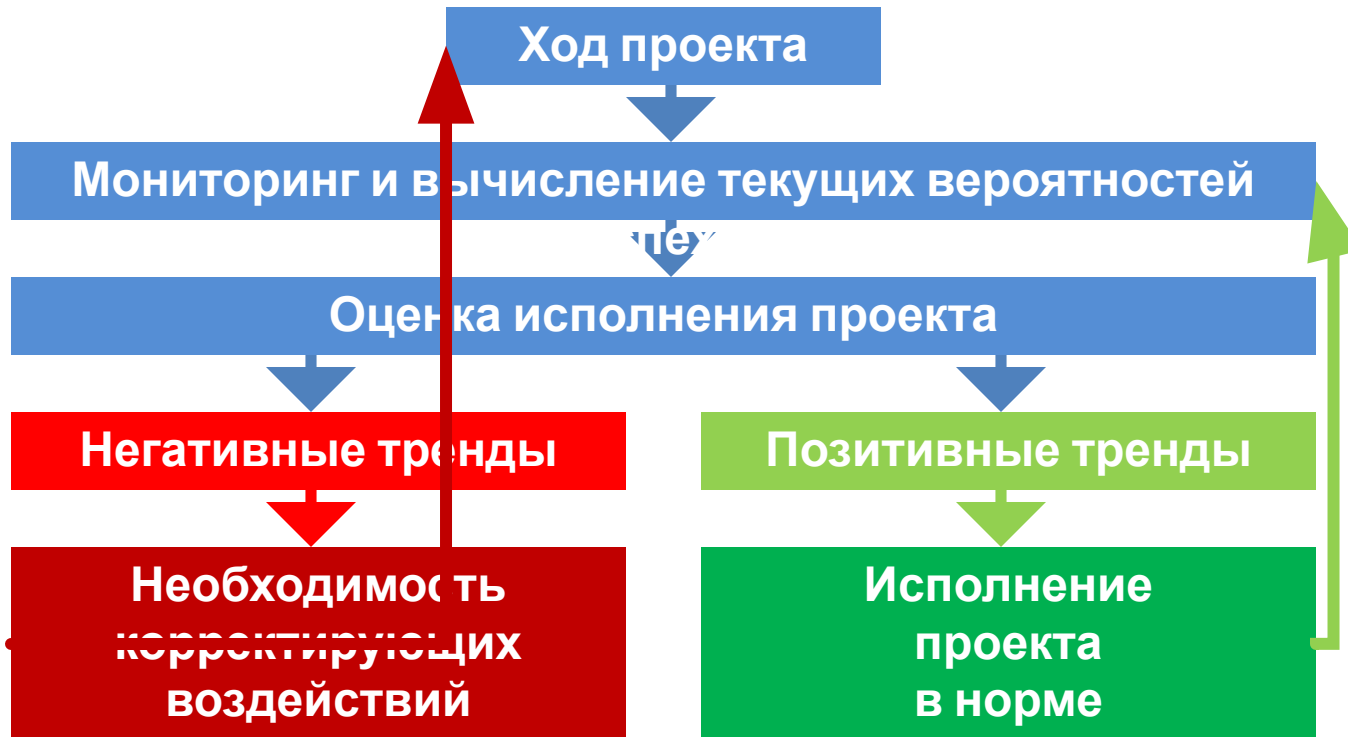 Ход проекта
Мониторинг и вычисление текущих вероятностей
Оценка исполнения проекта
Негативные тренды
Позитивные тренды
Необходимость
корректирующих
воздействий
Исполнение
проекта
в норме